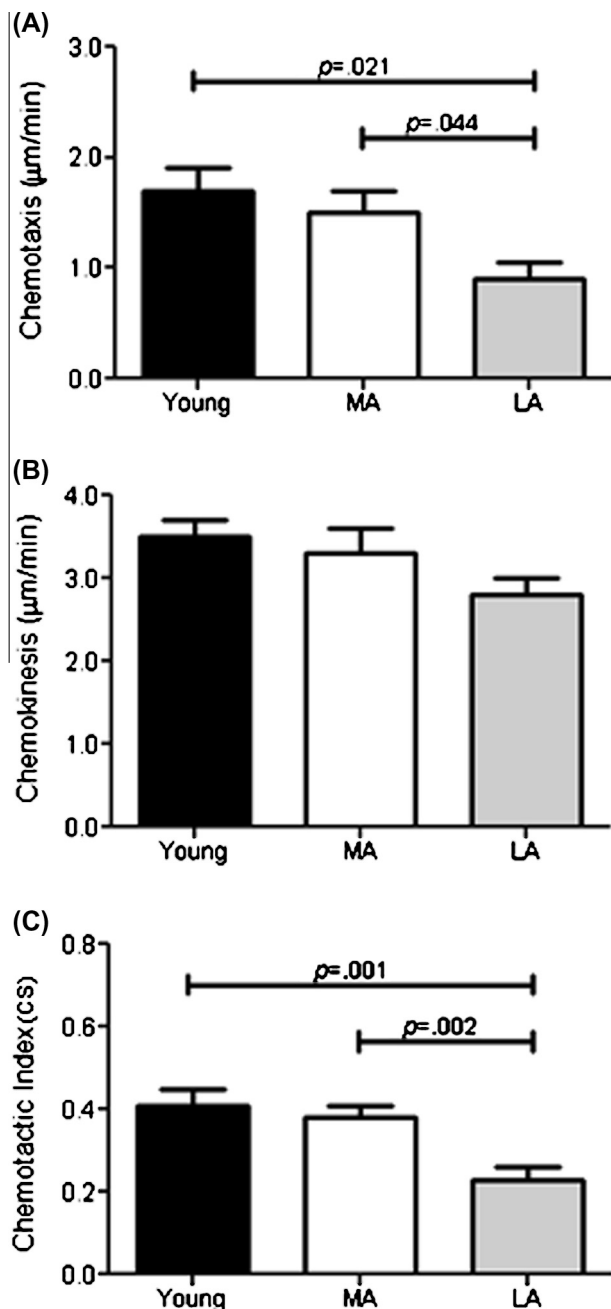 (A)
Chemotaxis (μm/min)
3.0
2.0
1.0
0.0
p=.021
p=.044
Young MA LA
(B)
Chemokinesis (μm/min)
4.0
3.0
2.0
1.0
0.0
Young MA LA
(C)
Chemotactic Index(cs)
0.8
0.6
0.4
0.2
0.0
p=.001
p=.002
Young MA LA